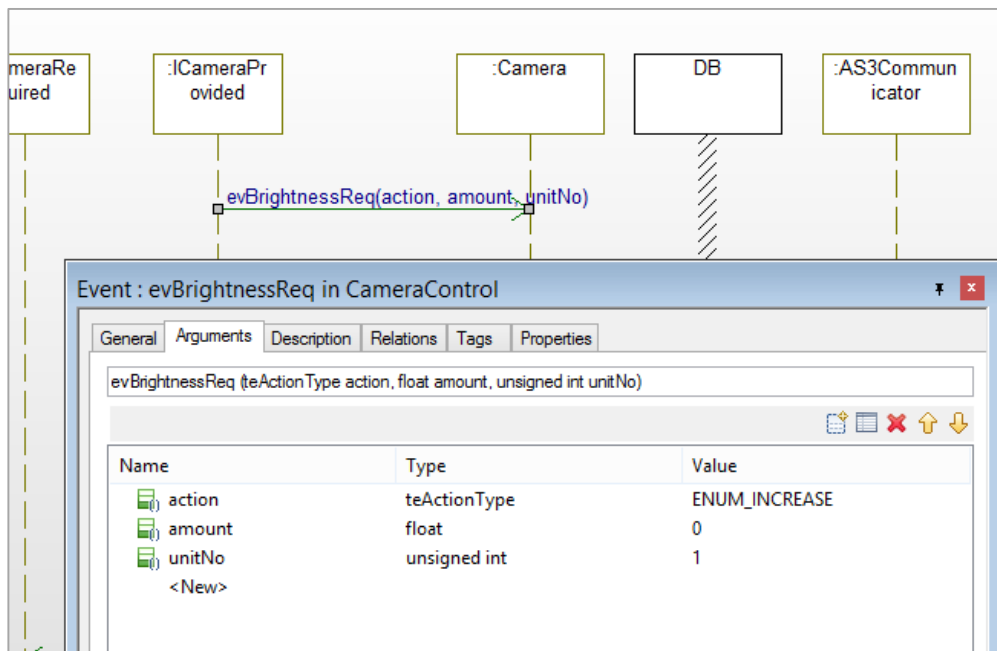 meraRe
uired
:ICameraPr
ovided
:Camera
DB
:AS3Commun
icator
evBrightnessReq(action, amount, unitNo)
Event : evBrightnessReq in CameraControl
General Arguments Description Relations Tags Properties
evBrightnessReq (teActionType action, float amount, unsigned int unitNo)
Name Type Value
action teActionType ENUM_INCREASE
amount float 0
unitNo unsigned int 1
<New>